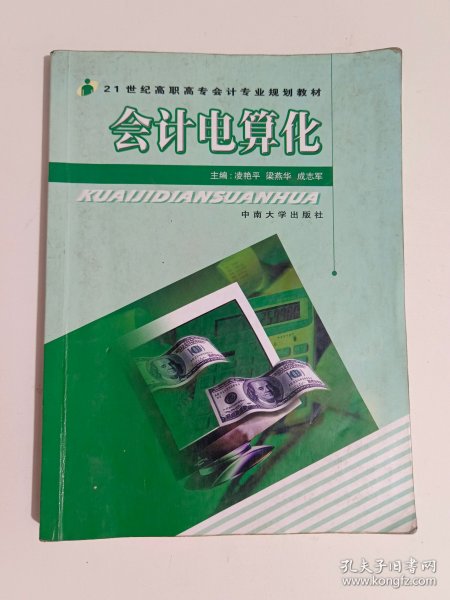 21世纪高职高专会计专业规划教材
会计电算化
主编:凌艳平 梁燕华 成志军
KUAIJIDIANSUANHUA
中南大学出版社
100
孔夫子旧书网
www.kongfz.com